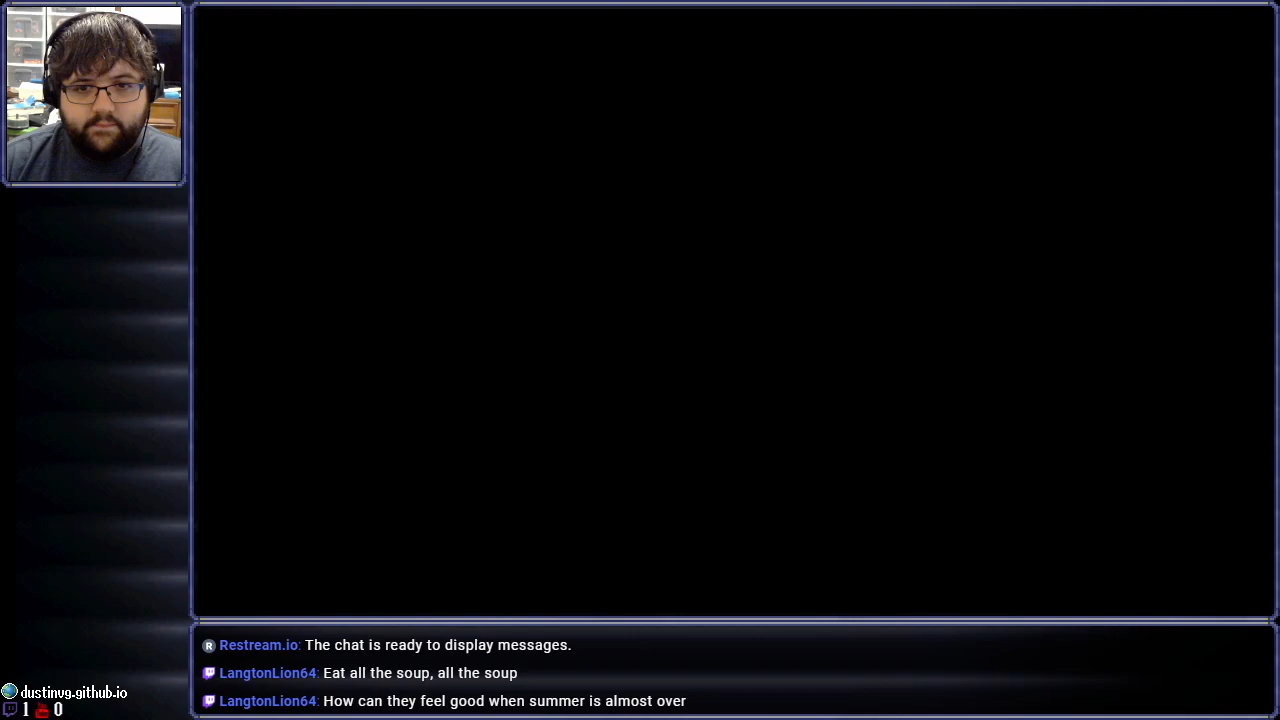 Restream.io: The chat is ready to display messages.
LangtonLion64: Eat all the soup, all the soup
LangtonLion64: How can they feel good when summer is almost over
dustinvg.github.io
1 0